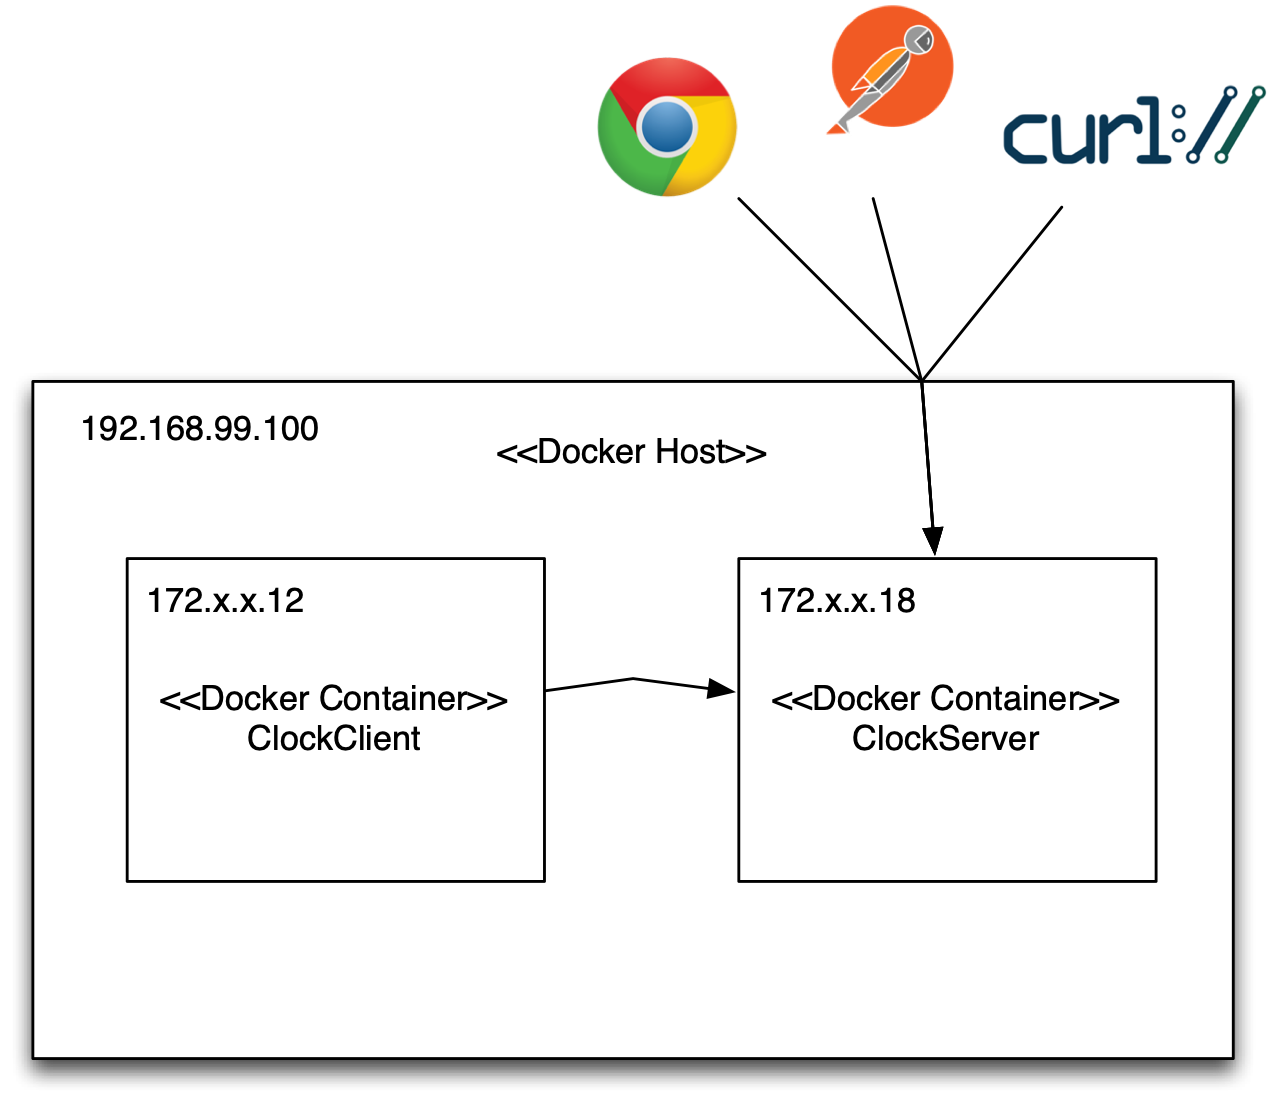 curl://
192.168.99.100
<<Docker Host>>
172.x.x.12
<<Docker Container>>
ClockClient
172.x.x.18
<<Docker Container>>
ClockServer